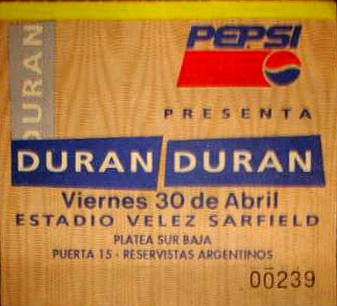 DURAN
PEPSI
PRESENTA
DURAN DURAN
Viernes 30 de Abril
ESTADIO VELEZ SARFIELD
PLATEA SUR BAJA
PUERTA 15 - RESERVISTAS ARGENTINOS
00239